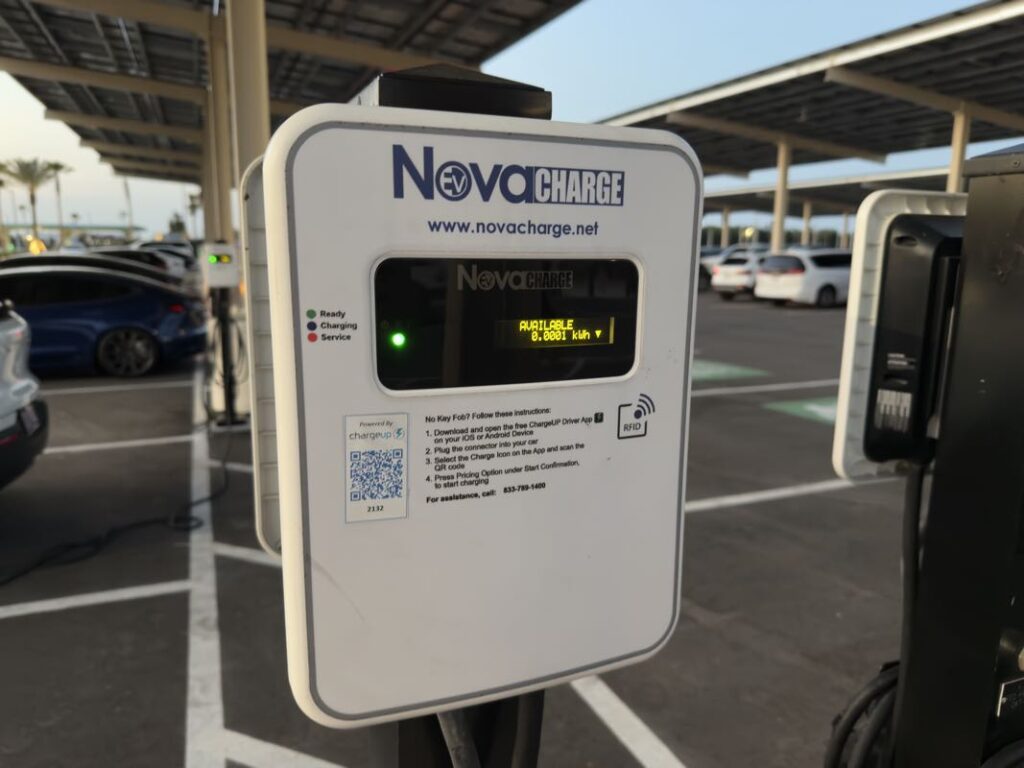 NovaCHARGE
EV
www.novacharge.net
NovaCHARGE
Ready
Charging
Service
AVAILABLE
0.0001 kWh ▼
No Key Fob? Follow these instructions:
1. Download and open the free ChargeUP Driver App
on your iOS or Android Device
2. Plug the connector into your car
3. Select the Charge Icon on the App and scan the
QR code
4. Press Pricing Option under Start Confirmation,
to start charging
For assistance, call: 833-789-1400
RFID
Powered By
chargeup
2132